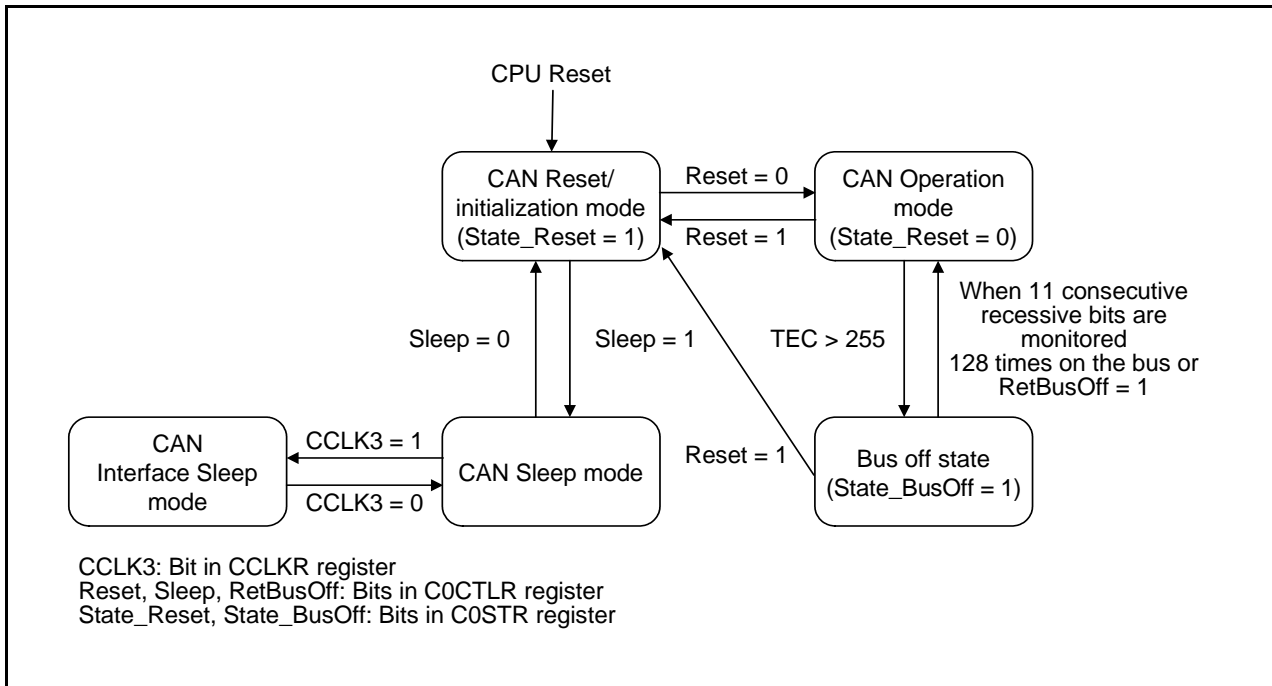 CPU Reset
CAN Reset/
initialization mode
(State_Reset = 1)
Reset = 0
Reset = 1
CAN Operation
mode
(State_Reset = 0)
Sleep = 0
Sleep = 1
TEC > 255
When 11 consecutive
recessive bits are
monitored
128 times on the bus or
RetBusOff = 1
CAN
Interface Sleep
mode
CCLK3 = 1
CCLK3 = 0
CAN Sleep mode
Reset = 1
Bus off state
(State_BusOff = 1)
CCLK3: Bit in CCLKR register
Reset, Sleep, RetBusOff: Bits in C0CTLR register
State_Reset, State_BusOff: Bits in C0STR register